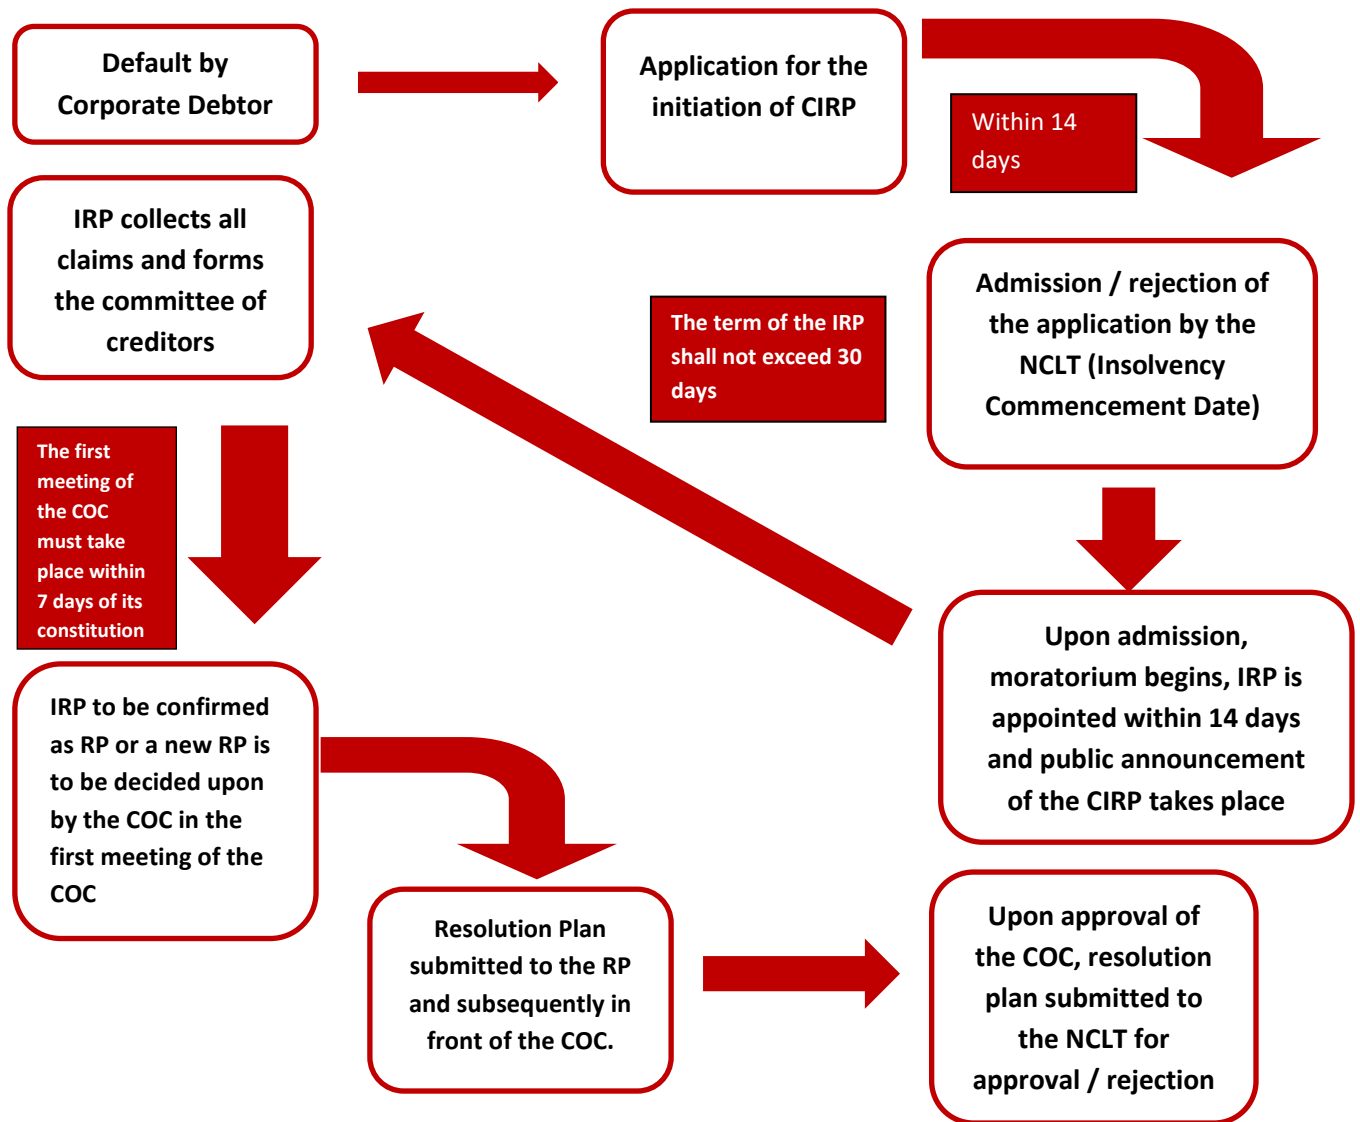 Default by
Corporate Debtor
Application for the
initiation of CIRP
Within 14
days
Admission / rejection of
the application by the
NCLT (Insolvency
Commencement Date)
Upon admission,
moratorium begins, IRP is
appointed within 14 days
and public announcement
of the CIRP takes place
The term of the IRP
shall not exceed 30
days
IRP collects all
claims and forms
the committee of
creditors
The first
meeting of
the COC
must take
place within
7 days of its
constitution
IRP to be confirmed
as RP or a new RP is
to be decided upon
by the COC in the
first meeting of the
COC
Resolution Plan
submitted to the RP
and subsequently in
front of the COC.
Upon approval of
the COC, resolution
plan submitted to
the NCLT for
approval / rejection